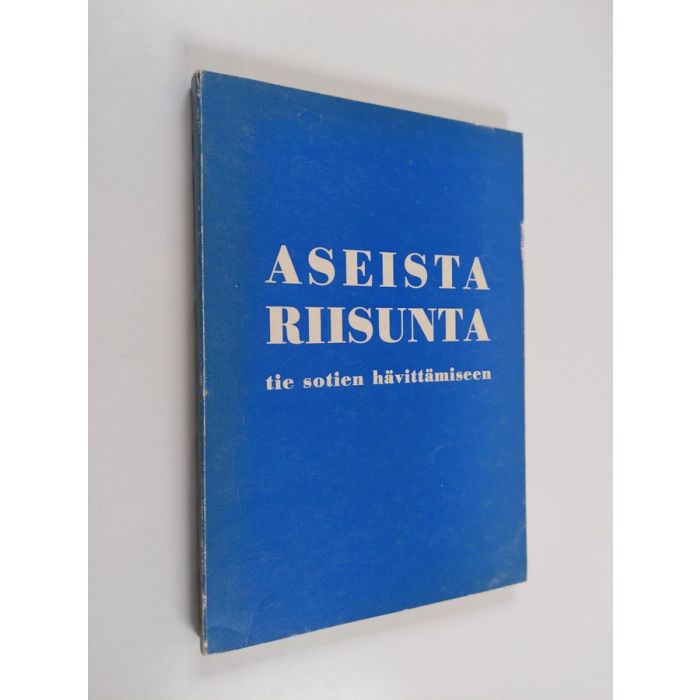 ASEISTA
RIISUNTA
tie sotien hävittämiseen